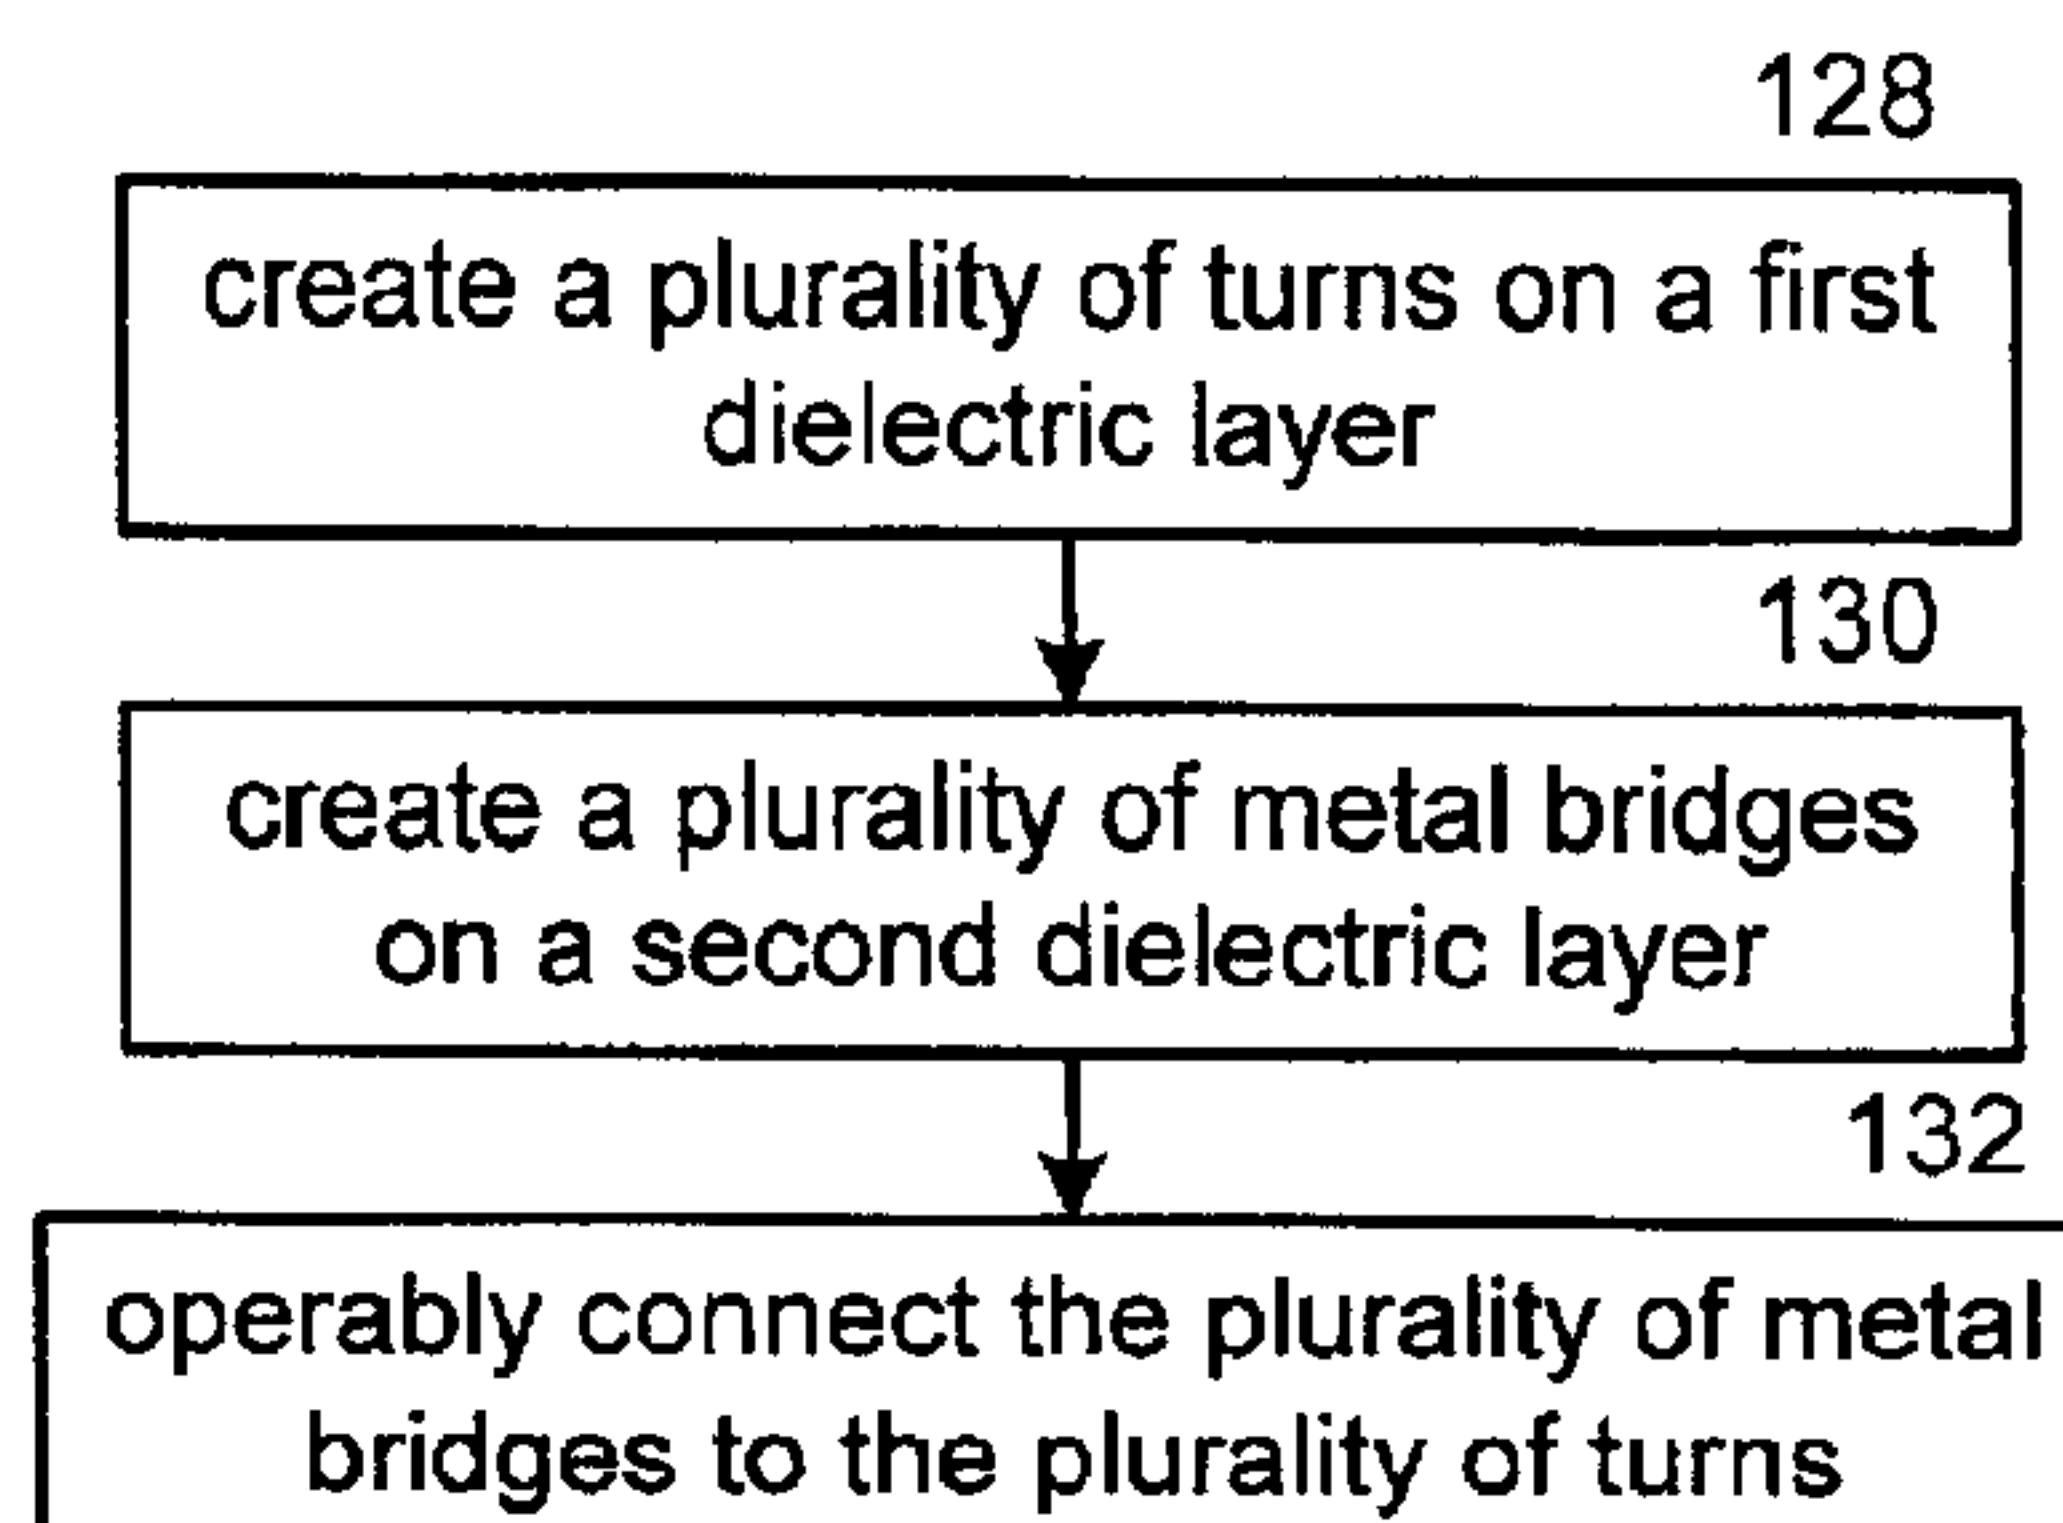 128
create a plurality of turns on a first
dielectric layer
130
create a plurality of metal bridges
on a second dielectric layer
132
operably connect the plurality of metal
bridges to the plurality of turns